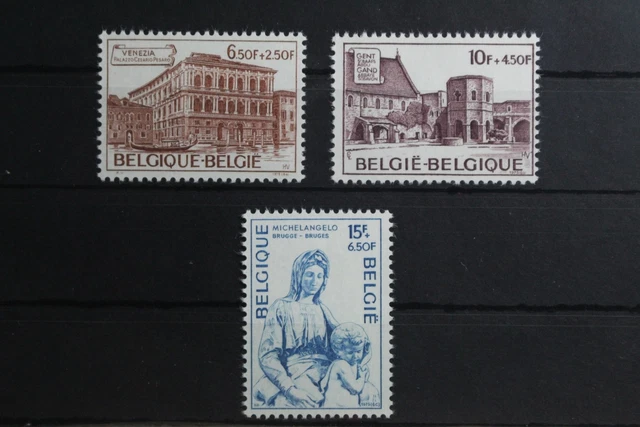 VENEZIA
PALAZZO CESARIO PESARO
6,50F+2,50F
BELGIQUE-BELGIË
GENT
GAND
10F+4,50F
BELGIË-BELGIQUE
MICHELANGELO
BRUGGE - BRUGES
15F+
6,50F
BELGIQUE
BELGIË